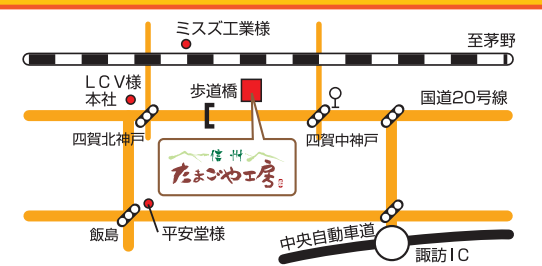 ミスズ工業様
至茅野
LCV様
本社
歩道橋
国道20号線
四賀北神戸
四賀中神戸
信州
たまごや工房
飯島
平安堂様
中央自動車道
諏訪IC